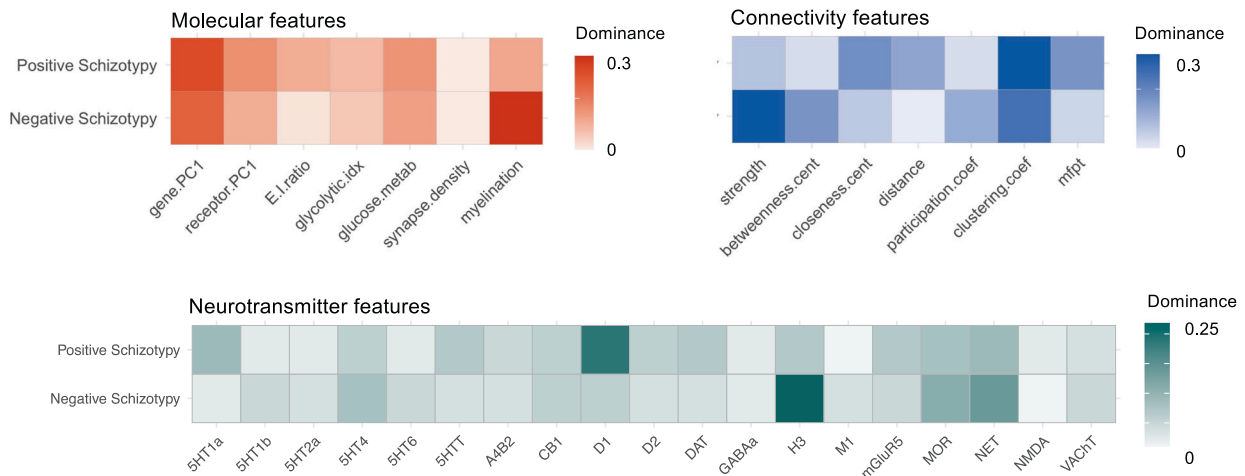 Molecular features
Dominance
0.3
0
Positive Schizotypy
Negative Schizotypy
gene.PC1
receptor.PC1
E.I.ratio
glycolytic.idx
glucose.metab
synapse.density
myelination
Connectivity features
Dominance
0.3
0
strength
betweenness.cent
closeness.cent
distance
participation.coef
clustering.coef
mfpt
Neurotransmitter features
Dominance
0.25
0
Positive Schizotypy
Negative Schizotypy
5HT1a
5HT1b
5HT2a
5HT4
5HT6
5HTT
A4B2
CB1
D1
D2
DAT
GABAa
H3
M1
mGluR5
MOR
NET
NMDA
VAChT